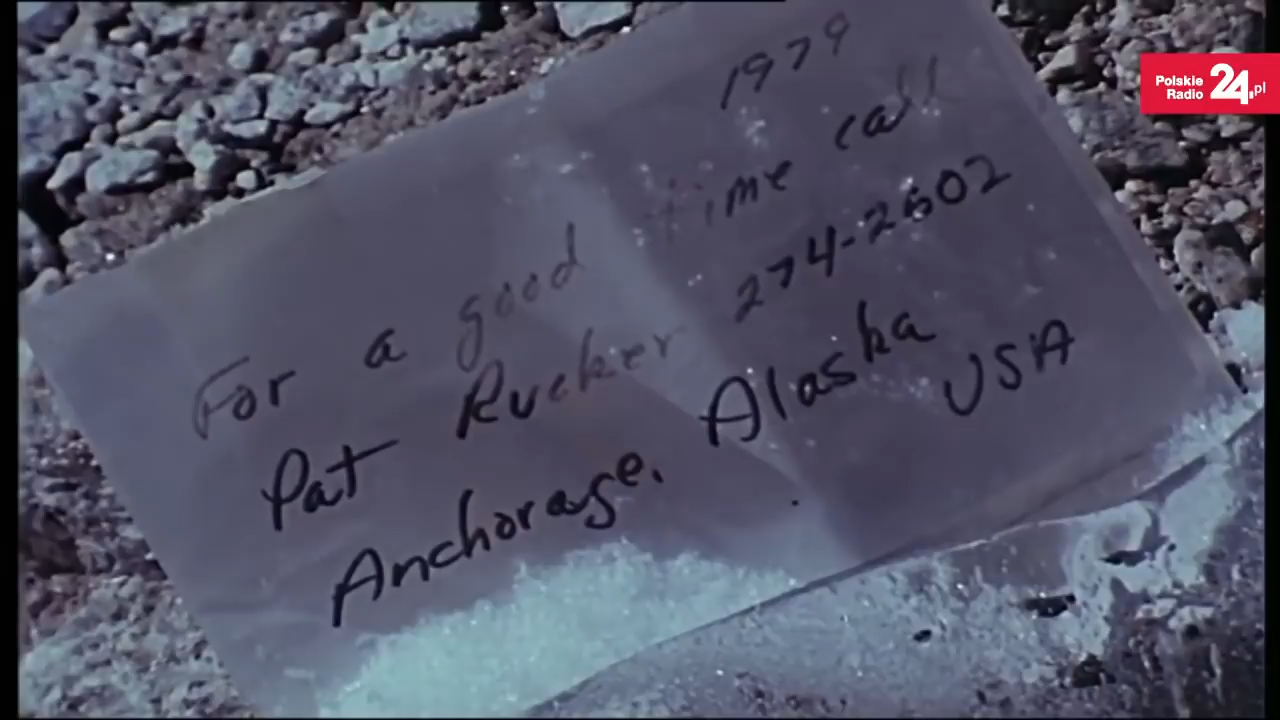 1979
For a good time call
Pat Rucker 274-2602
Anchorage, Alaska
USA
Polskie
Radio 24.pl